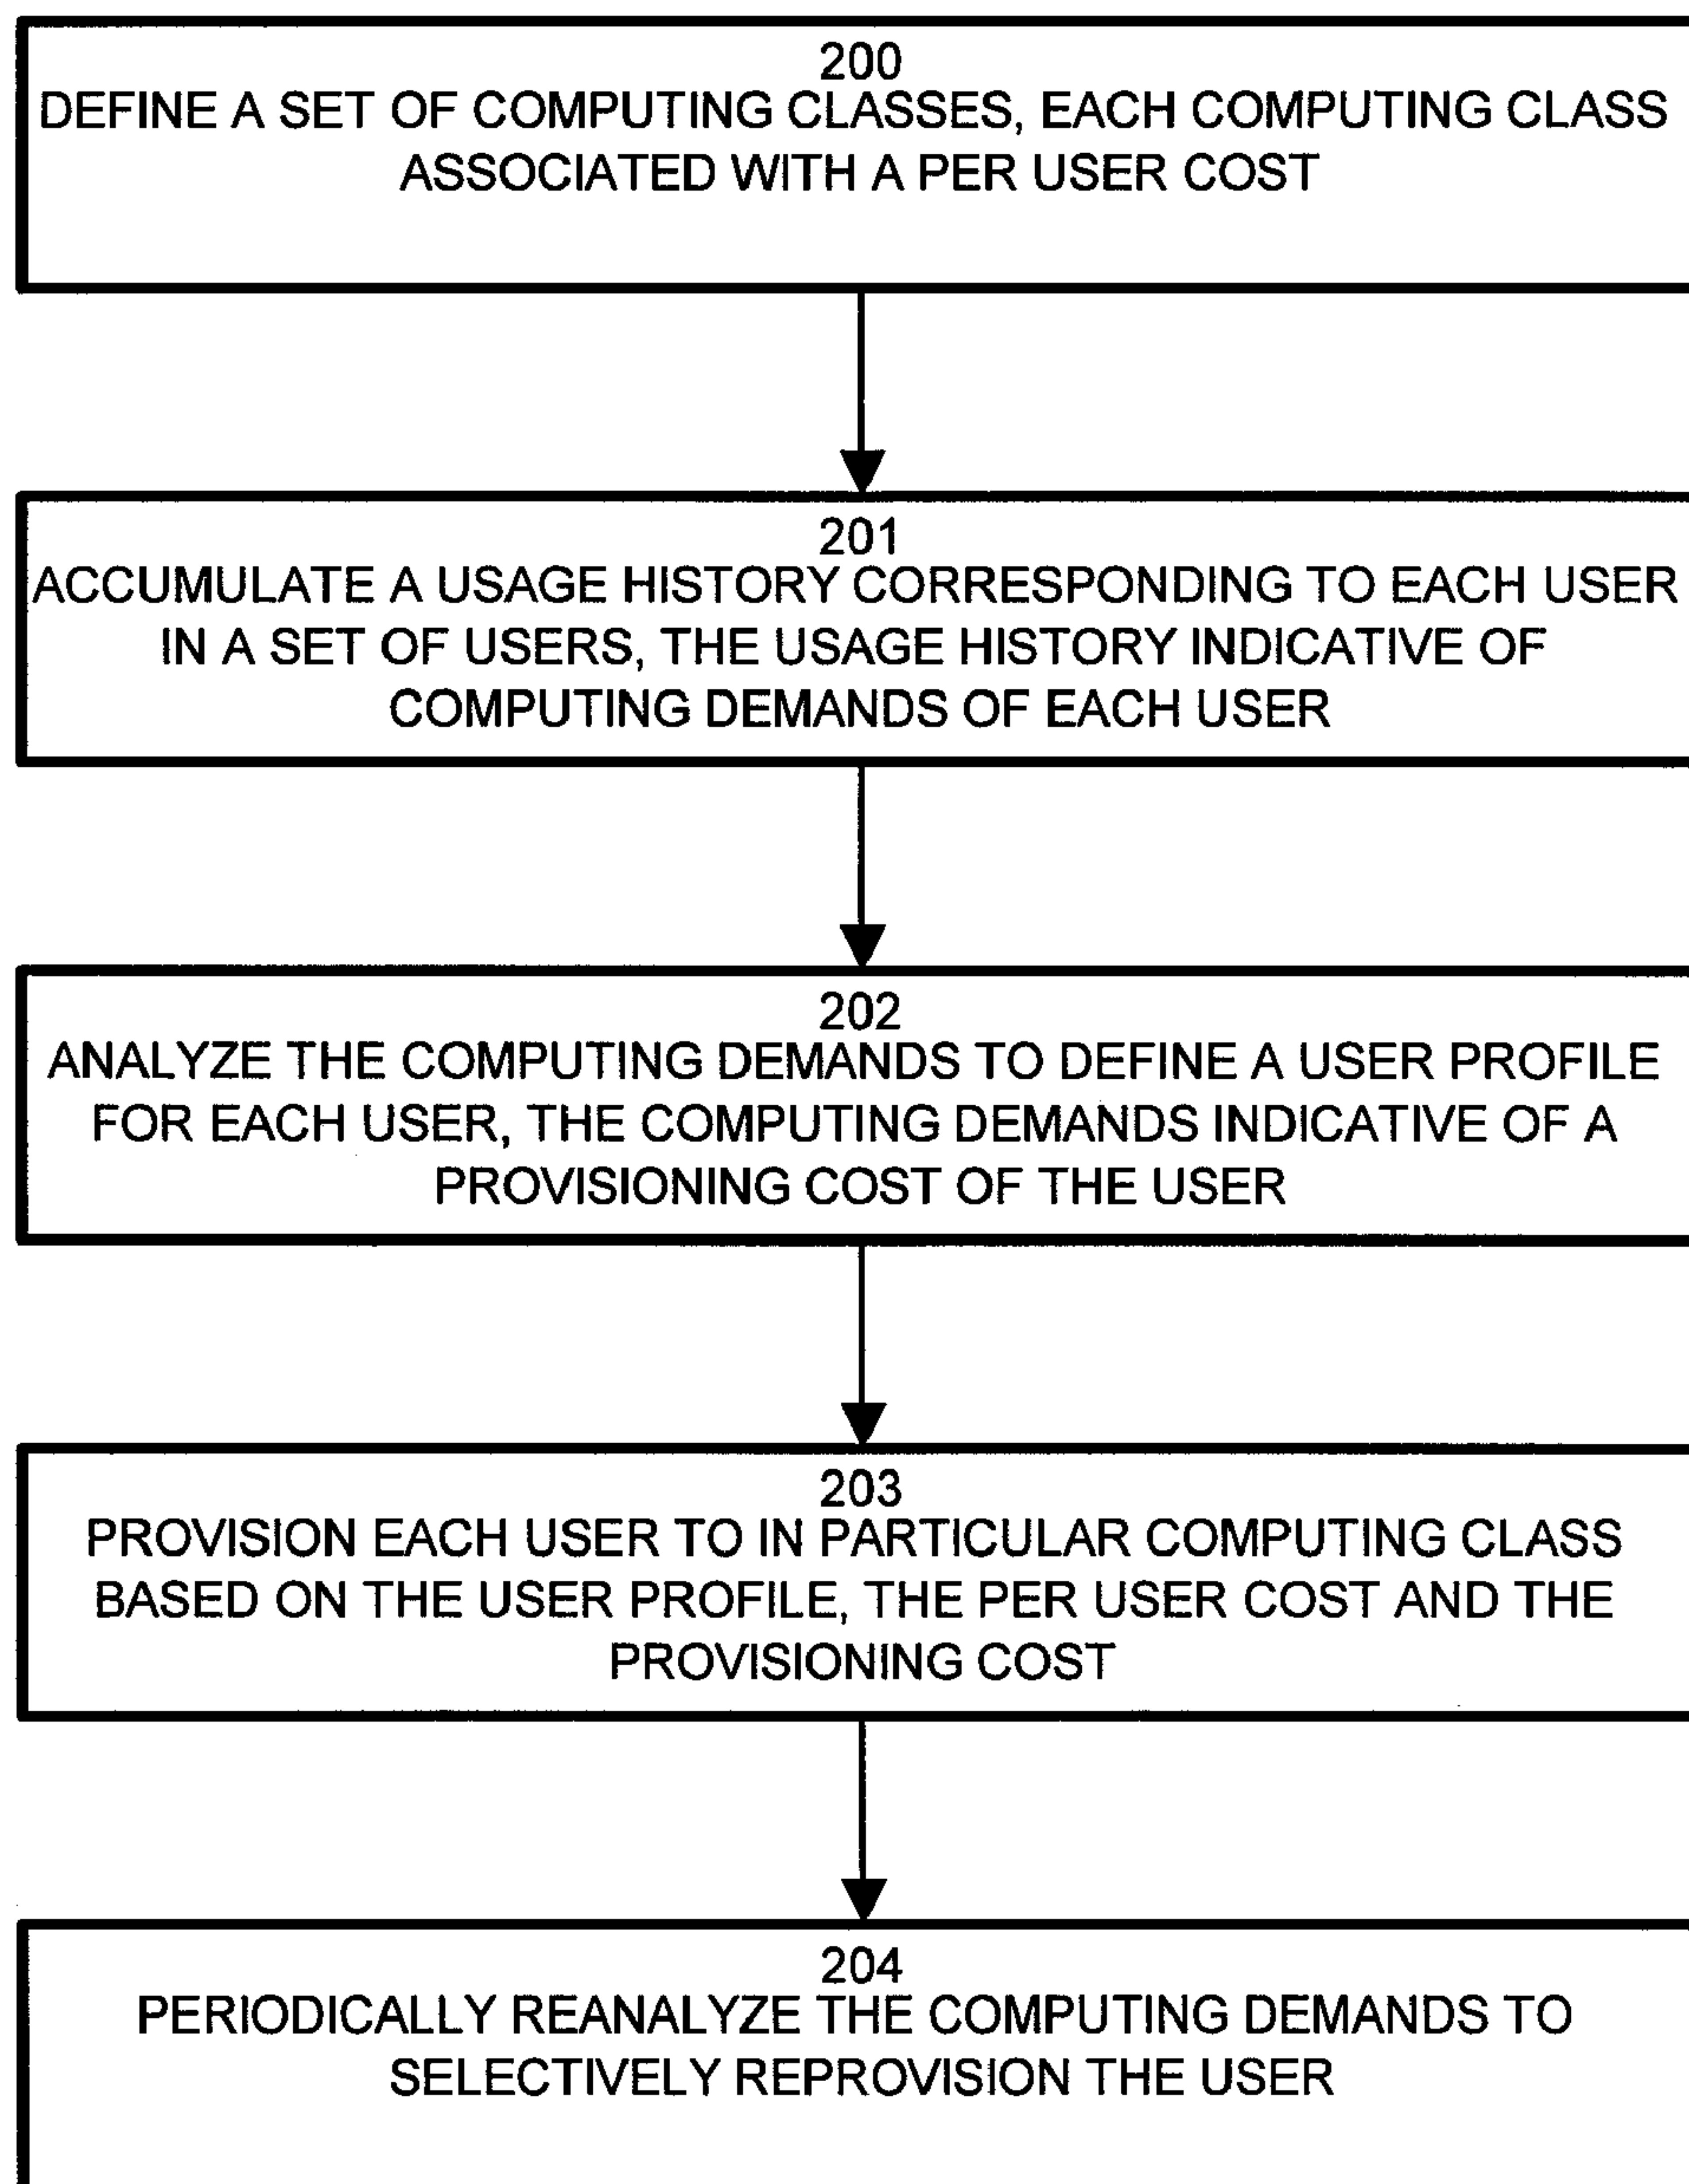 200
DEFINE A SET OF COMPUTING CLASSES, EACH COMPUTING CLASS
ASSOCIATED WITH A PER USER COST
201
ACCUMULATE A USAGE HISTORY CORRESPONDING TO EACH USER
IN A SET OF USERS, THE USAGE HISTORY INDICATIVE OF
COMPUTING DEMANDS OF EACH USER
202
ANALYZE THE COMPUTING DEMANDS TO DEFINE A USER PROFILE
FOR EACH USER, THE COMPUTING DEMANDS INDICATIVE OF A
PROVISIONING COST OF THE USER
203
PROVISION EACH USER TO IN PARTICULAR COMPUTING CLASS
BASED ON THE USER PROFILE, THE PER USER COST AND THE
PROVISIONING COST
204
PERIODICALLY REANALYZE THE COMPUTING DEMANDS TO
SELECTIVELY REPROVISION THE USER